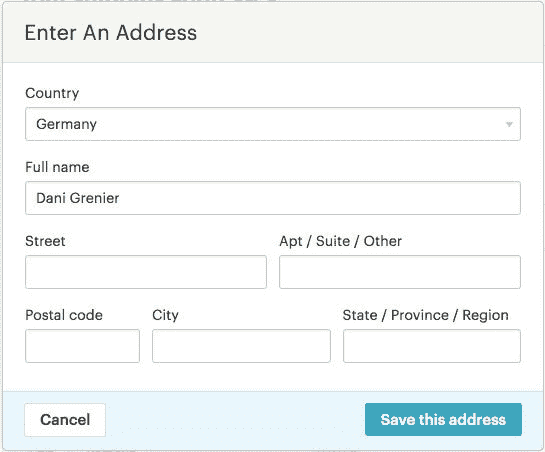 Enter An Address
Country
Germany
Full name
Dani Grenier
Street Apt / Suite / Other
Postal code City State / Province / Region
Cancel Save this address